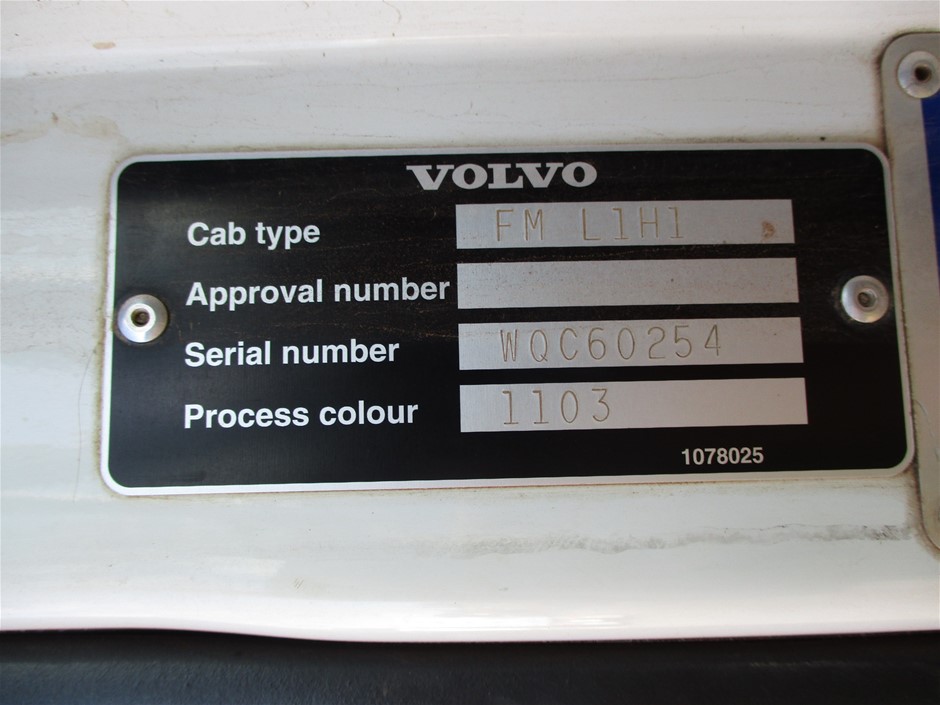 VOLVO
Cab type FM L1H1
Approval number
Serial number WQC60254
Process colour 1103
1078025